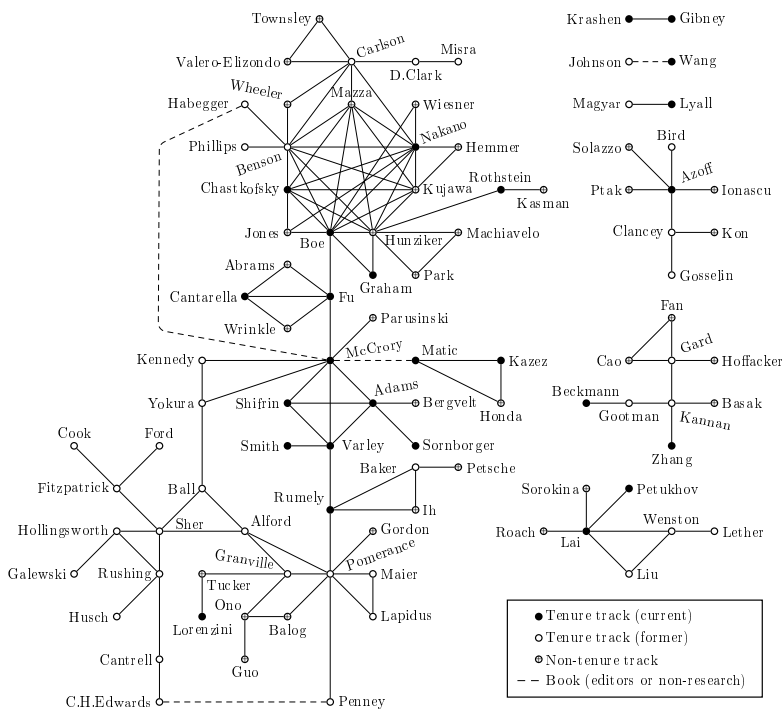 Townsley
Krashen
Gibney
Carlson
Misra
Valero-Elizondo
D.Clark
Johnson
Wang
Wheeler
Mazza
Habegger
Wiesner
Magyar
Lyall
Nakano
Phillips
Hemmer
Solazzo
Bird
Benson
Azoff
Rothstein
Chastkofsky
Kujawa
Kasman
Ptak
Ionascu
Jones
Boe
Hunziker
Machiavelo
Clancey
Kon
Abrams
Park
Graham
Gosselin
Cantarella
Fu
Fan
Wrinkle
Parusinski
McCrory
Matic
Gard
Kennedy
Kazez
Cao
Hoffacker
Adams
Beckmann
Yokura
Shifrin
Bergvelt
Honda
Gootman
Kannan
Basak
Cook
Ford
Smith
Varley
Sornborger
Zhang
Baker
Petsche
Fitzpatrick
Ball
Rumely
Sorokina
Petukhov
Ih
Hollingsworth
Sher
Alford
Gordon
Wenston
Roach
Lai
Lether
Pomerance
Granville
Galewski
Rushing
Tucker
Maier
Liu
Ono
Husch
Lorenzini
Balog
Lapidus
Tenure track (current)
Tenure track (former)
Cantrell
Guo
Non-tenure track
Book (editors or non-research)
C.H.Edwards
Penney